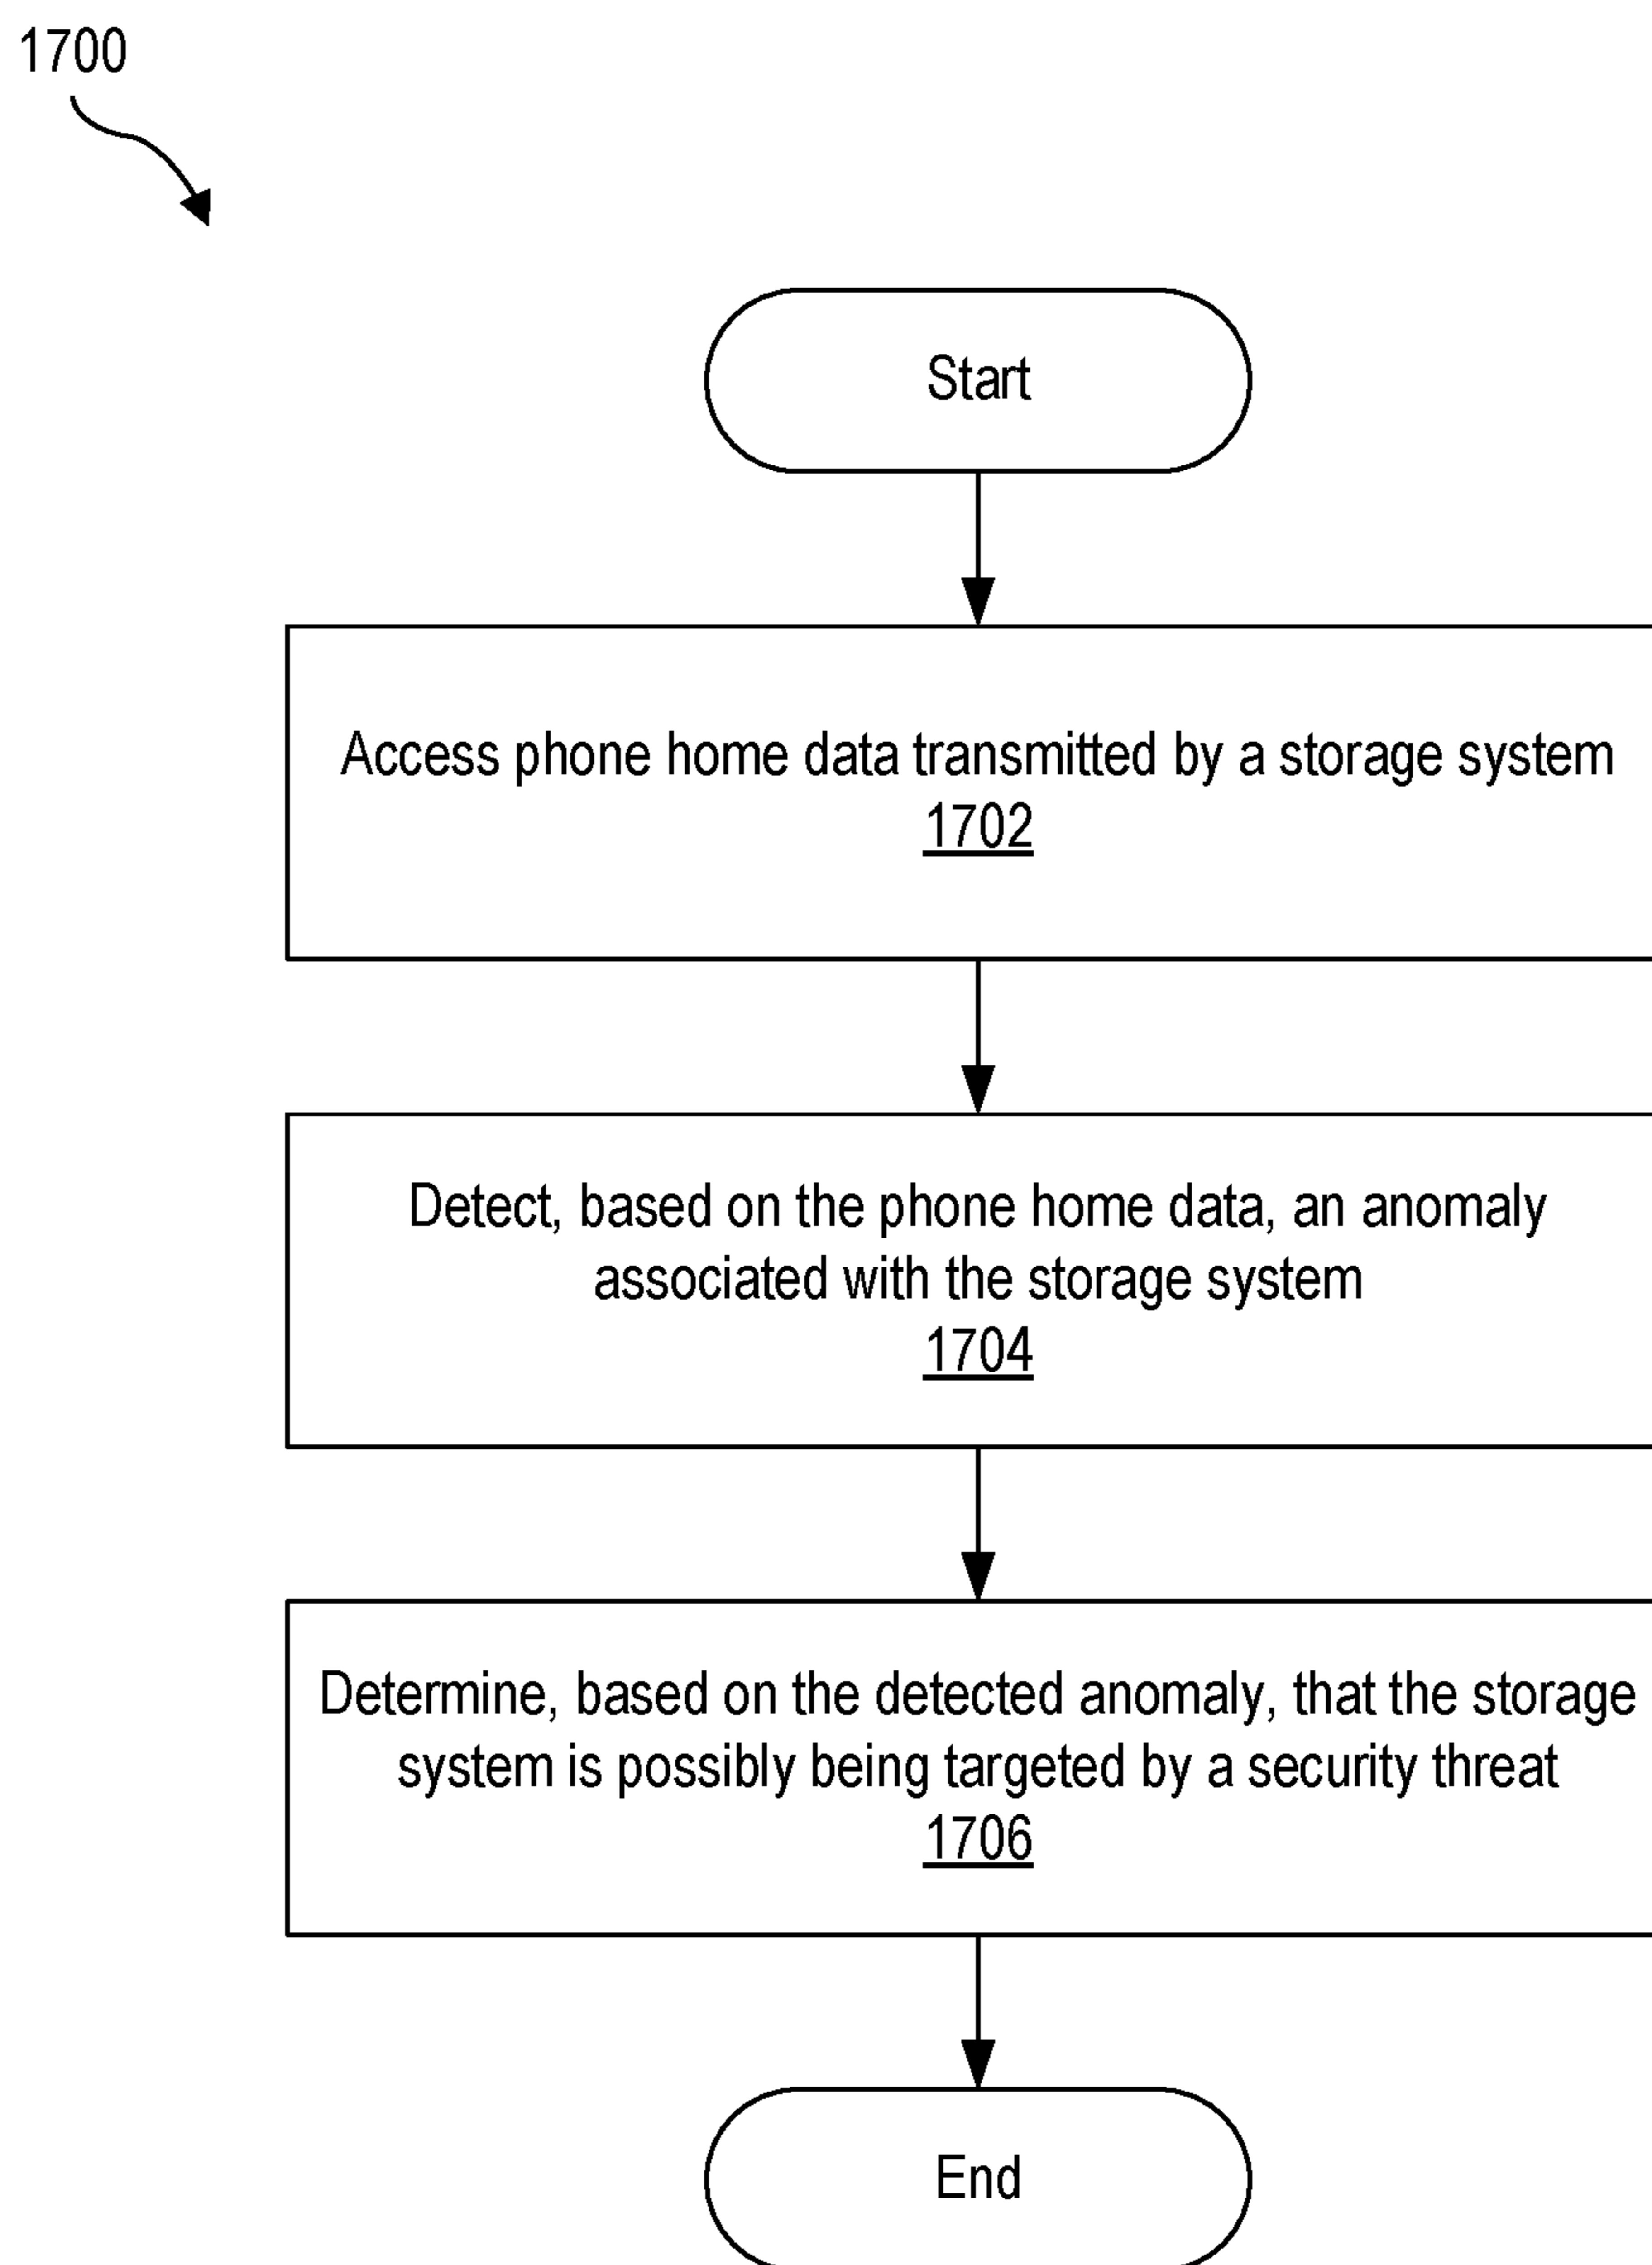 1700
Start
Access phone home data transmitted by a storage system
1702
Detect, based on the phone home data, an anomaly
associated with the storage system
1704
Determine, based on the detected anomaly, that the storage
system is possibly being targeted by a security threat
1706
End